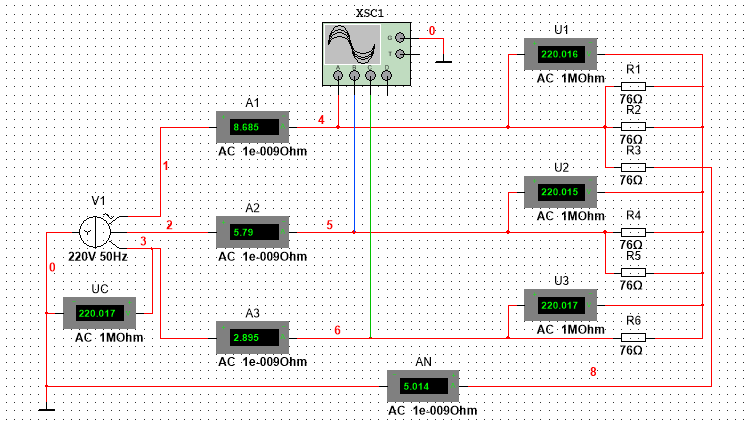 XSC1
0
G
T
A B C D
U1
220.016
AC 1MOhm
R1
76Ω
R2
76Ω
R3
76Ω
A1
8.685
AC 1e-009Ohm
4
1
U2
220.015
AC 1MOhm
V1
2
3
220V 50Hz
0
A2
5.79
AC 1e-009Ohm
5
R4
76Ω
R5
76Ω
UC
220.017
AC 1MOhm
A3
2.895
AC 1e-009Ohm
6
U3
220.017
AC 1MOhm
R6
76Ω
AN
5.014
AC 1e-009Ohm
8